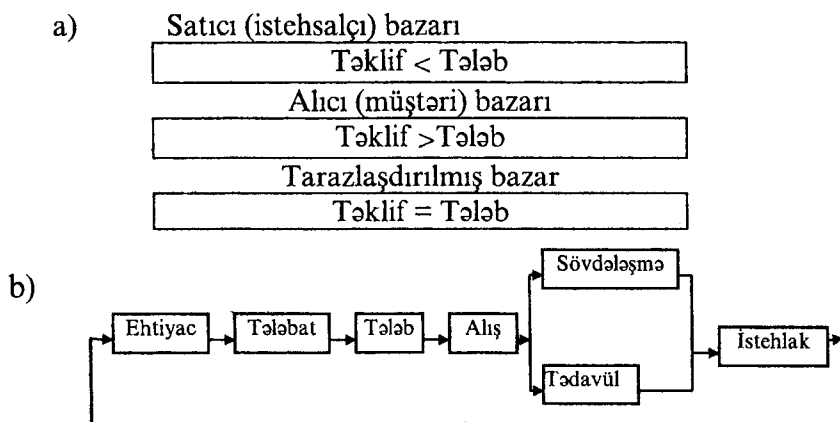 a) Satıcı (istehsalçı) bazarı
Təklif < Tələb
Alıcı (müştəri) bazarı
Təklif >Tələb
Tarazlaşdırılmış bazar
Təklif = Tələb
b)
Sövdələşmə
Ehtiyac Tələbat Tələb Alış İstehlak
Tədavül